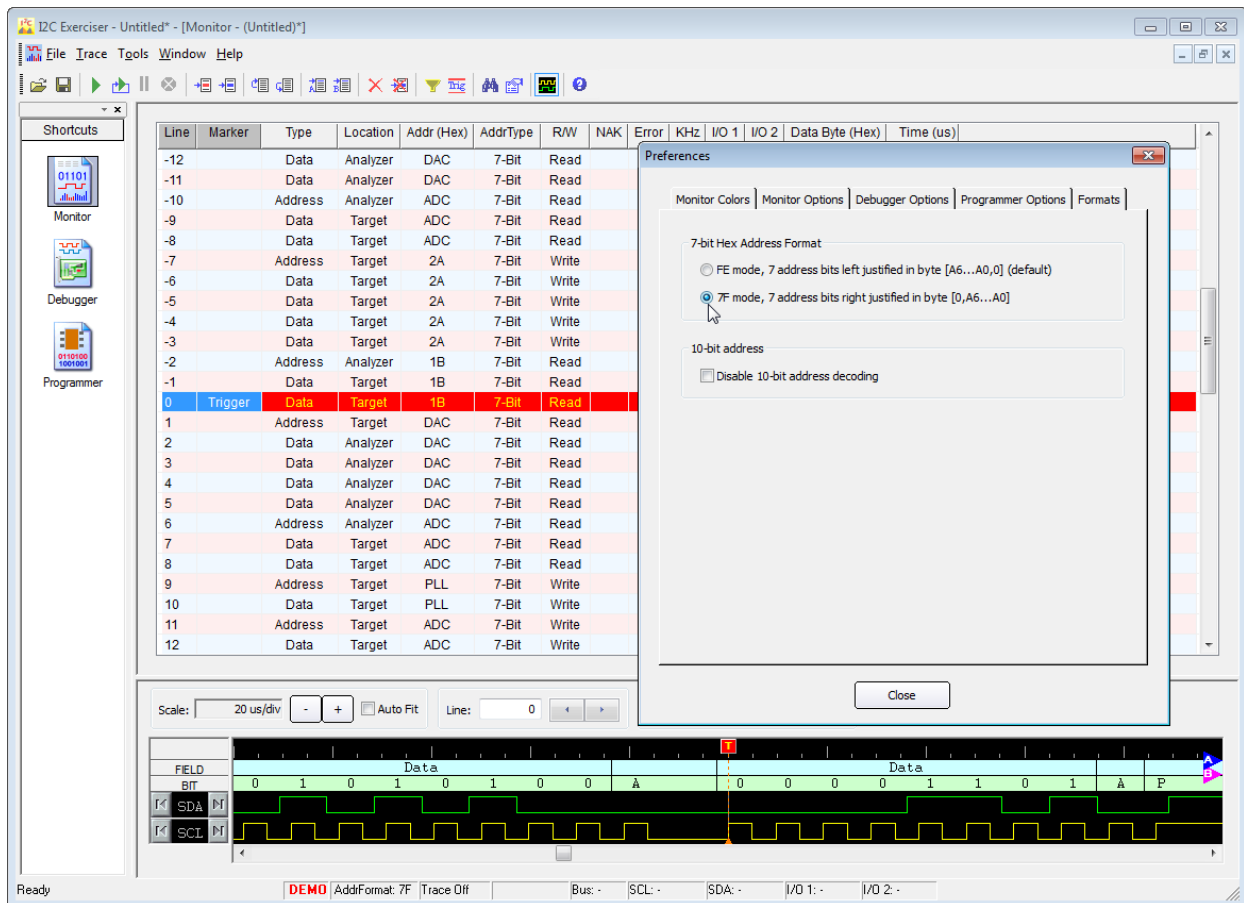 I2C Exerciser - Untitled* - [Monitor - (Untitled)*]
File Trace Tools Window Help
Shortcuts
Monitor
Debugger
Programmer
Line Marker Type Location Addr (Hex) AddrType R/W NAK Error KHz I/O 1 I/O 2 Data Byte (Hex) Time (us)
-12 Data Analyzer DAC 7-Bit Read
-11 Data Analyzer DAC 7-Bit Read
-10 Address Analyzer ADC 7-Bit Read
-9 Data Target ADC 7-Bit Read
-8 Data Target ADC 7-Bit Read
-7 Address Target 2A 7-Bit Write
-6 Data Target 2A 7-Bit Write
-5 Data Target 2A 7-Bit Write
-4 Data Target 2A 7-Bit Write
-3 Data Target 2A 7-Bit Write
-2 Address Analyzer 1B 7-Bit Read
-1 Data Target 1B 7-Bit Read
0 Trigger Data Target 1B 7-Bit Read
1 Address Target DAC 7-Bit Read
2 Data Analyzer DAC 7-Bit Read
3 Data Analyzer DAC 7-Bit Read
4 Data Analyzer DAC 7-Bit Read
5 Data Analyzer DAC 7-Bit Read
6 Address Analyzer ADC 7-Bit Read
7 Data Target ADC 7-Bit Read
8 Data Target ADC 7-Bit Read
9 Address Target PLL 7-Bit Write
10 Data Target PLL 7-Bit Write
11 Address Target ADC 7-Bit Write
12 Data Target ADC 7-Bit Write
Preferences
Monitor Colors Monitor Options Debugger Options Programmer Options Formats
7-bit Hex Address Format
FE mode, 7 address bits left justified in byte [A6...A0,0] (default)
7F mode, 7 address bits right justified in byte [0,A6...A0]
10-bit address
Disable 10-bit address decoding
Close
Scale: 20 us/div - + Auto Fit Line: 0
T
FIELD Data Data A
BIT 0 1 0 1 0 1 0 0 A 0 0 0 0 1 1 0 1 A P B
SDA
SCL
Ready DEMO AddrFormat: 7F Trace Off Bus: - SCL: - SDA: - I/O 1: - I/O 2: -